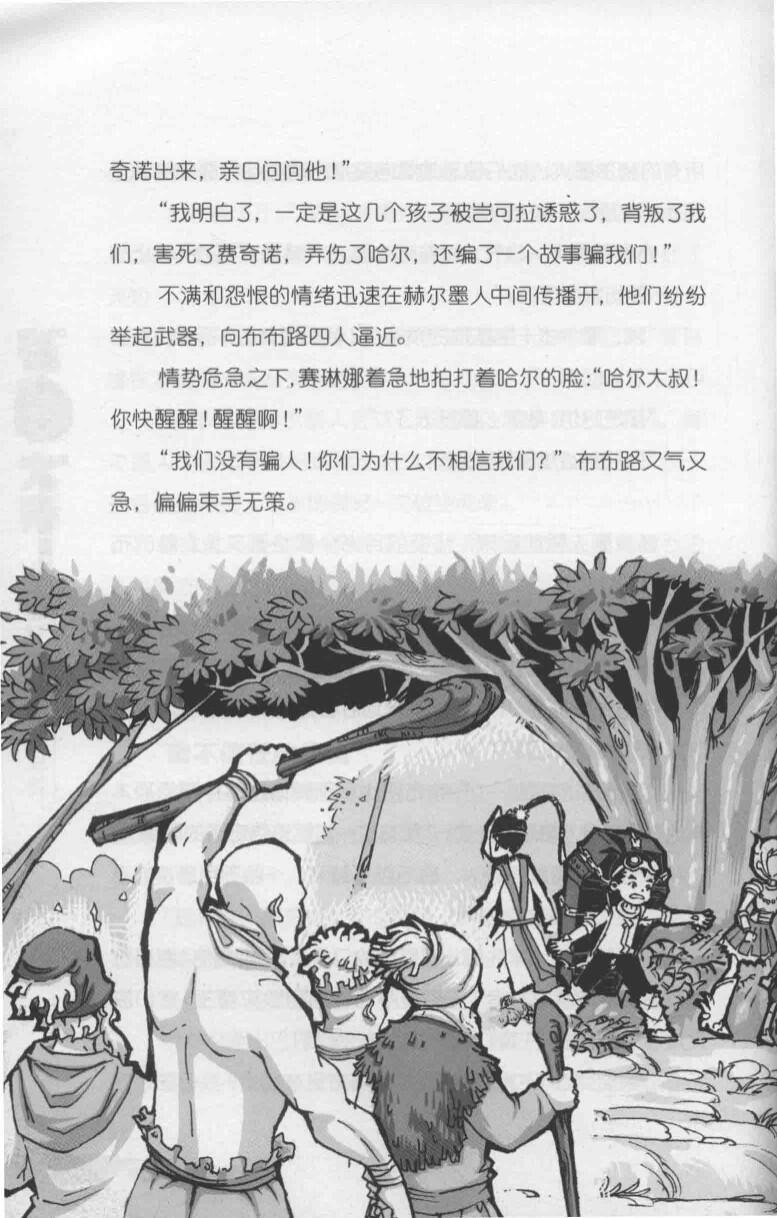 奇诺出来，亲口问问他！”
“我明白了，一定是这几个孩子被岂可拉诱惑了，背叛了我
们，害死了费奇诺，弄伤了哈尔，还编了一个故事骗我们！”
不满和怨恨的情绪迅速在赫尔墨人中间传播开，他们纷纷
举起武器，向布布路四人逼近。
情势危急之下，赛琳娜着急地拍打着哈尔的脸：“哈尔大叔！
你快醒醒！醒醒啊！”
“我们没有骗人！你们为什么不相信我们？”布布路又气又
急，偏偏束手无策。